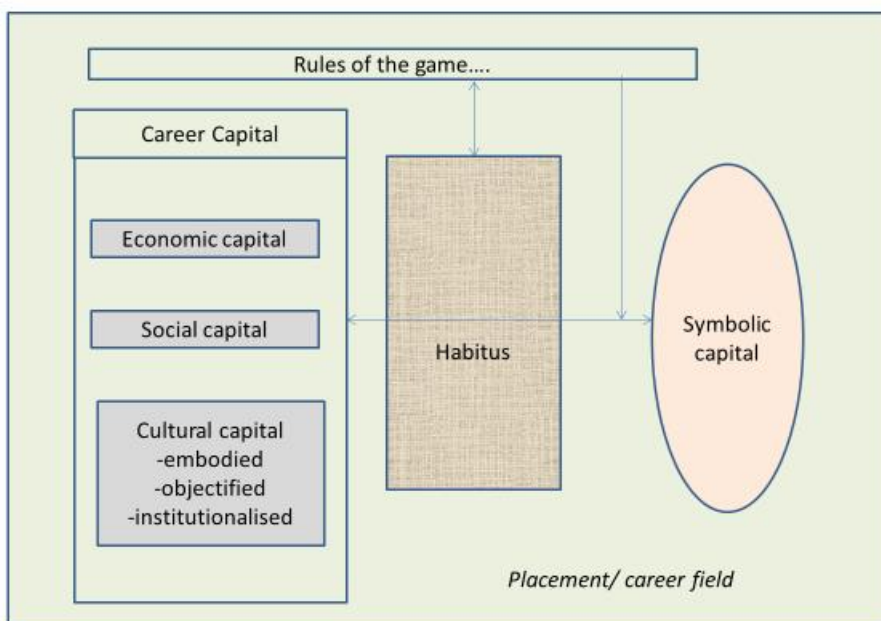 Rules of the game....
Career Capital
Economic capital
Social capital
Cultural capital
-embodied
-objectified
-institutionalised
Habitus
Symbolic
capital
Placement/ career field